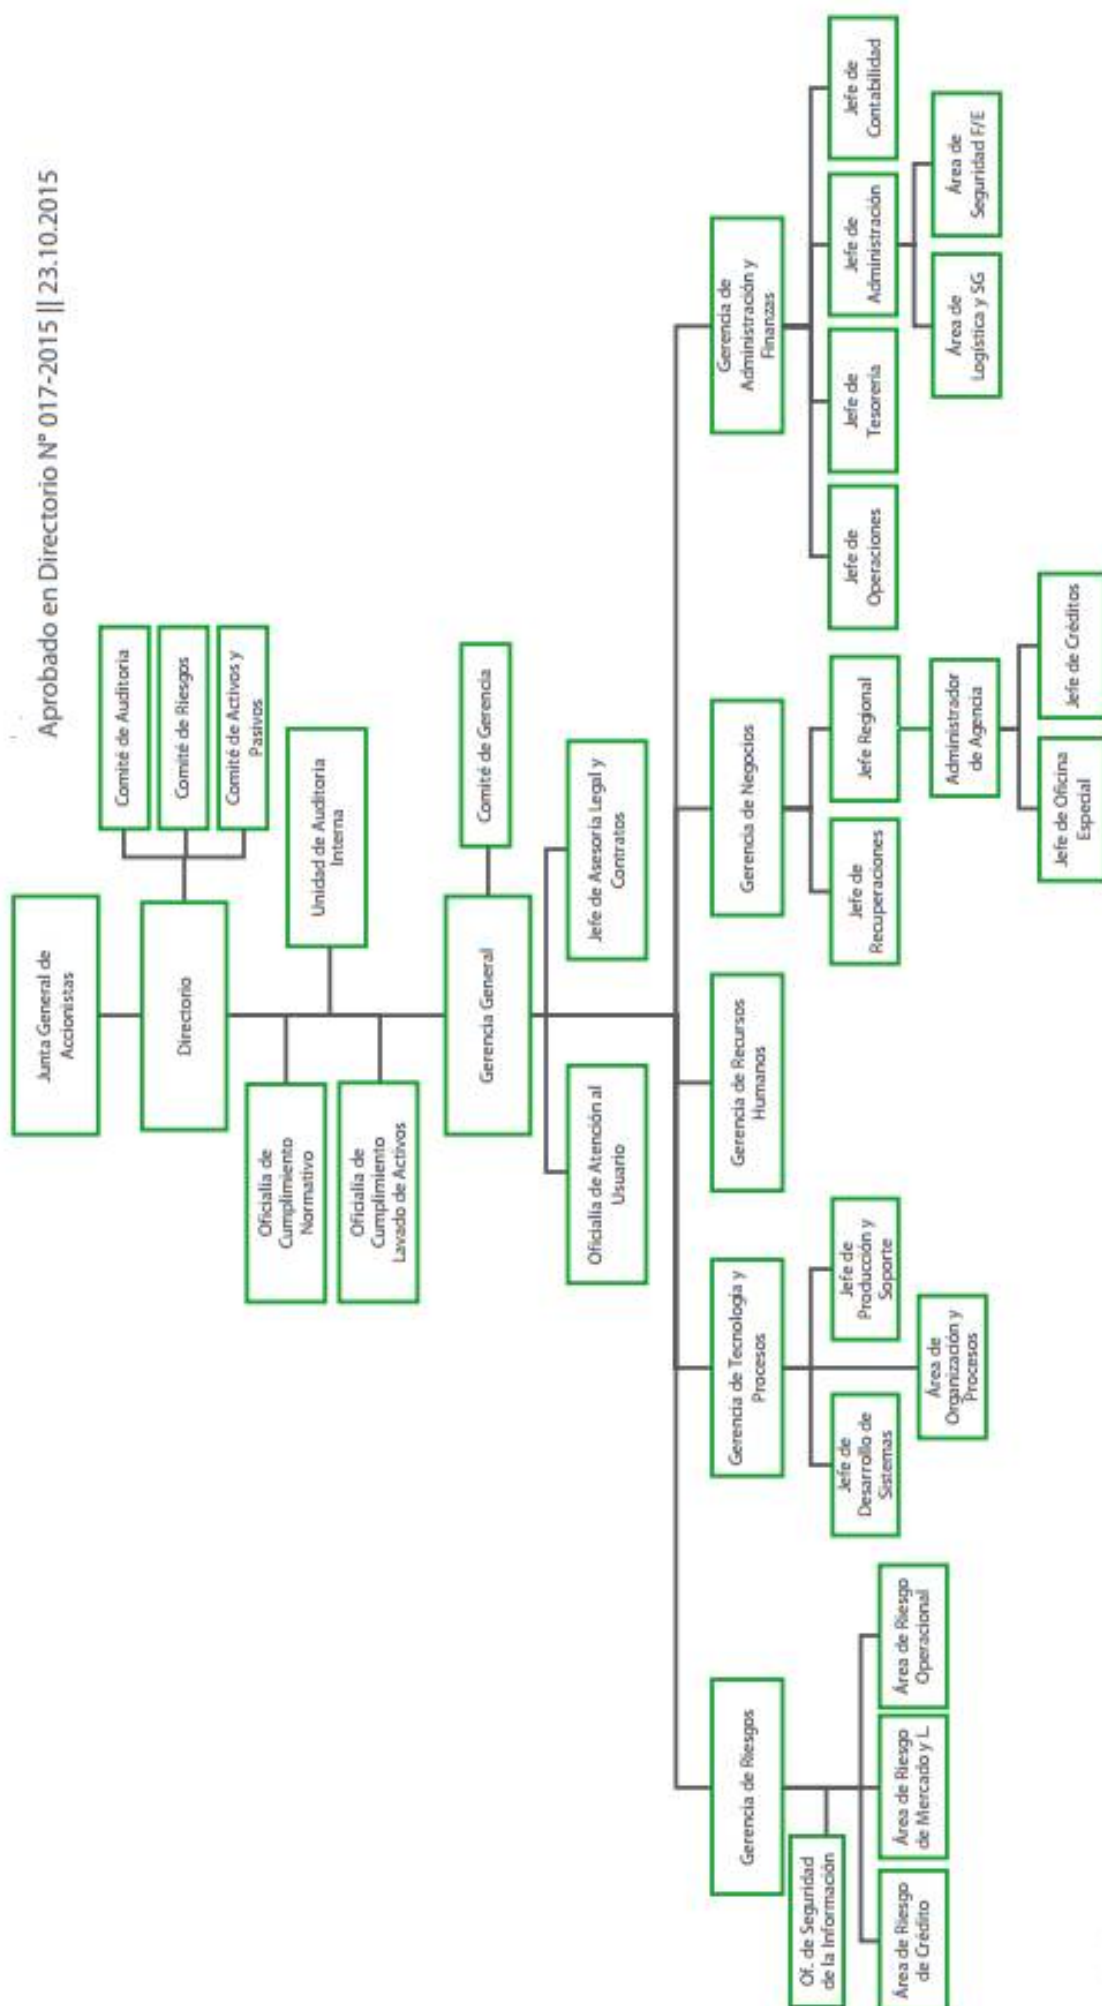 Aprobado en Directorio N° 017-2015 || 23.10.2015
Junta General de
Accionistas
Directorio
Comité de Auditoria
Comité de Riesgos
Comité de Activos y
Pasivos
Oficialía de
Cumplimiento
Normativo
Unidad de Auditoria
Interna
Oficialía de
Cumplimiento
Lavado de Activos
Gerencia General
Comité de Gerencia
Oficialía de Atención al
Usuario
Jefe de Asesoría Legal y
Contratos
Gerencia de Riesgos
Gerencia de Tecnología y
Procesos
Gerencia de Recursos
Humanos
Gerencia de Negocios
Gerencia de
Administración y
Finanzas
Of. de Seguridad
de la Información
Área de Riesgo
de Crédito
Área de Riesgo
de Mercado y L.
Área de Riesgo
Operacional
Jefe de
Desarrollo de
Sistemas
Jefe de
Producción y
Soporte
Área de
Organización y
Procesos
Jefe de
Recuperaciones
Jefe Regional
Administrador
de Agencia
Jefe de Oficina
Especial
Jefe de Créditos
Jefe de
Operaciones
Jefe de
Tesorería
Jefe de
Administración
Jefe de
Contabilidad
Área de
Logística y SG
Área de
Seguridad F/E